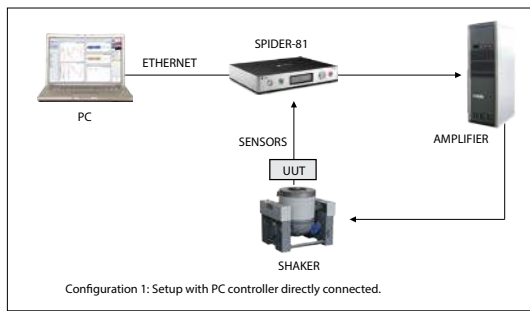 SPIDER-81
ETHERNET
PC
AMPLIFIER
SENSORS
UUT
SHAKER
Configuration 1: Setup with PC controller directly connected.